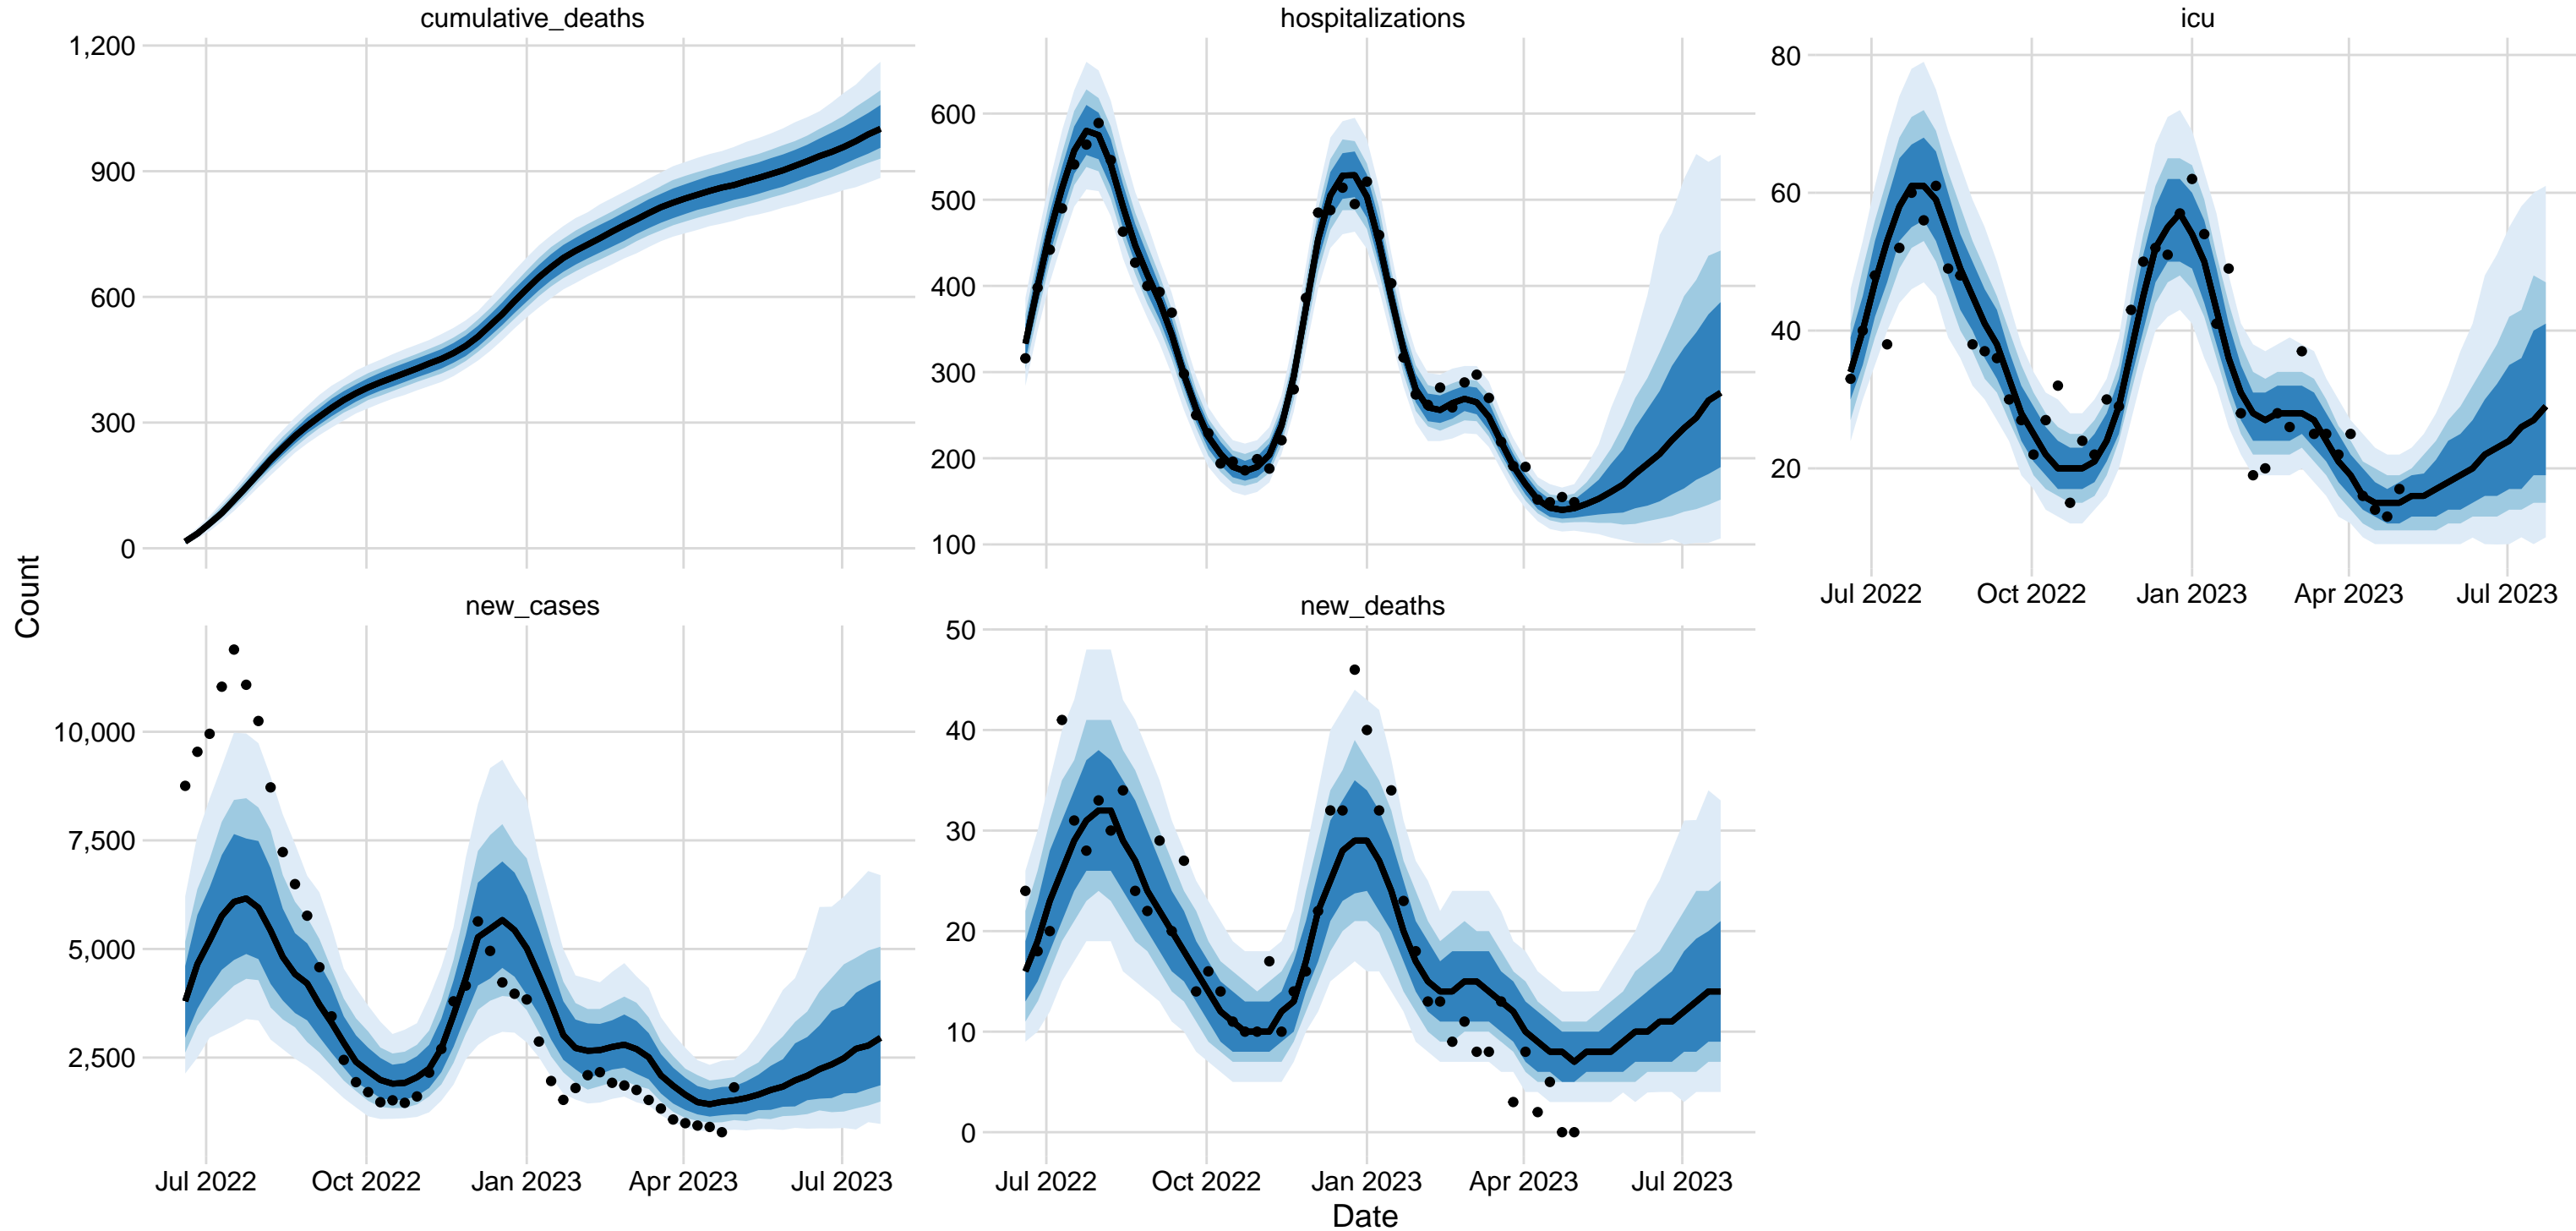 cumulative_deaths
1,200
900
600
300
0
hospitalizations
600
500
400
300
200
100
icu
80
60
40
20
Jul 2022 Oct 2022 Jan 2023 Apr 2023 Jul 2023
Count
new_cases
10,000
7,500
5,000
2,500
Jul 2022 Oct 2022 Jan 2023 Apr 2023 Jul 2023
new_deaths
50
40
30
20
10
0
Jul 2022 Oct 2022 Jan 2023 Apr 2023 Jul 2023
Date